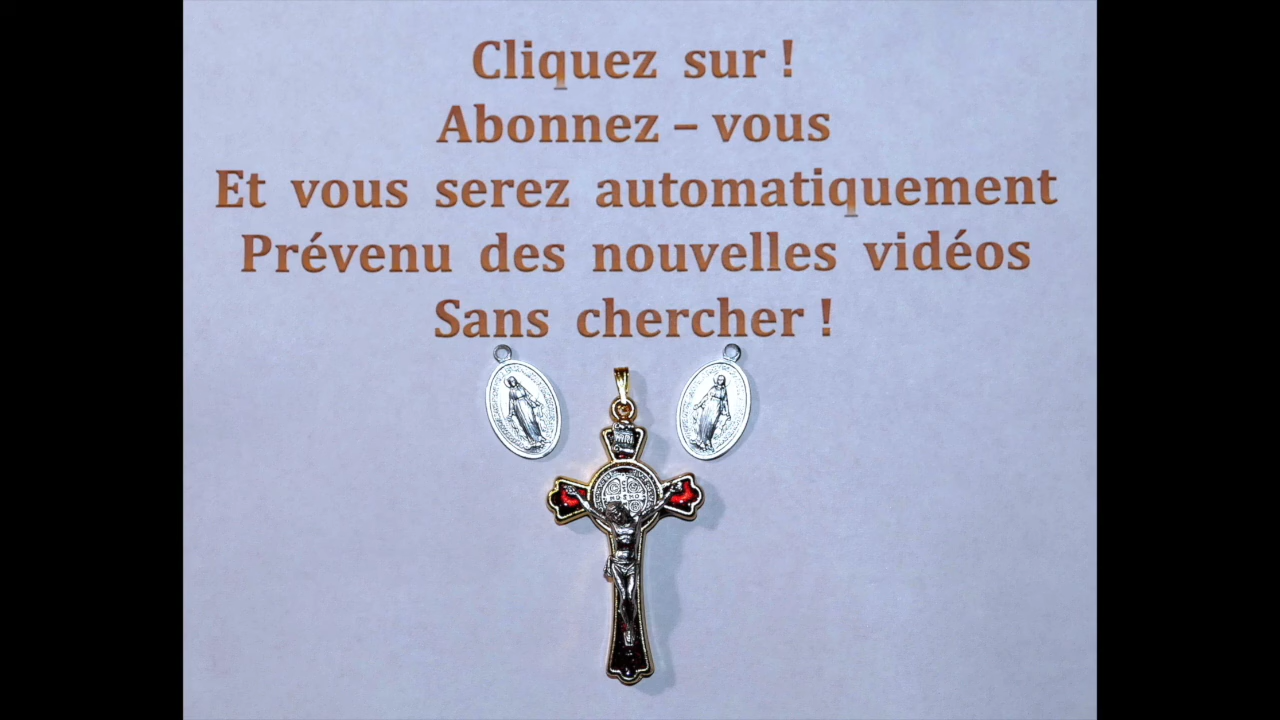 Cliquez sur !
Abonnez – vous
Et vous serez automatiquement
Prévenu des nouvelles vidéos
Sans chercher !